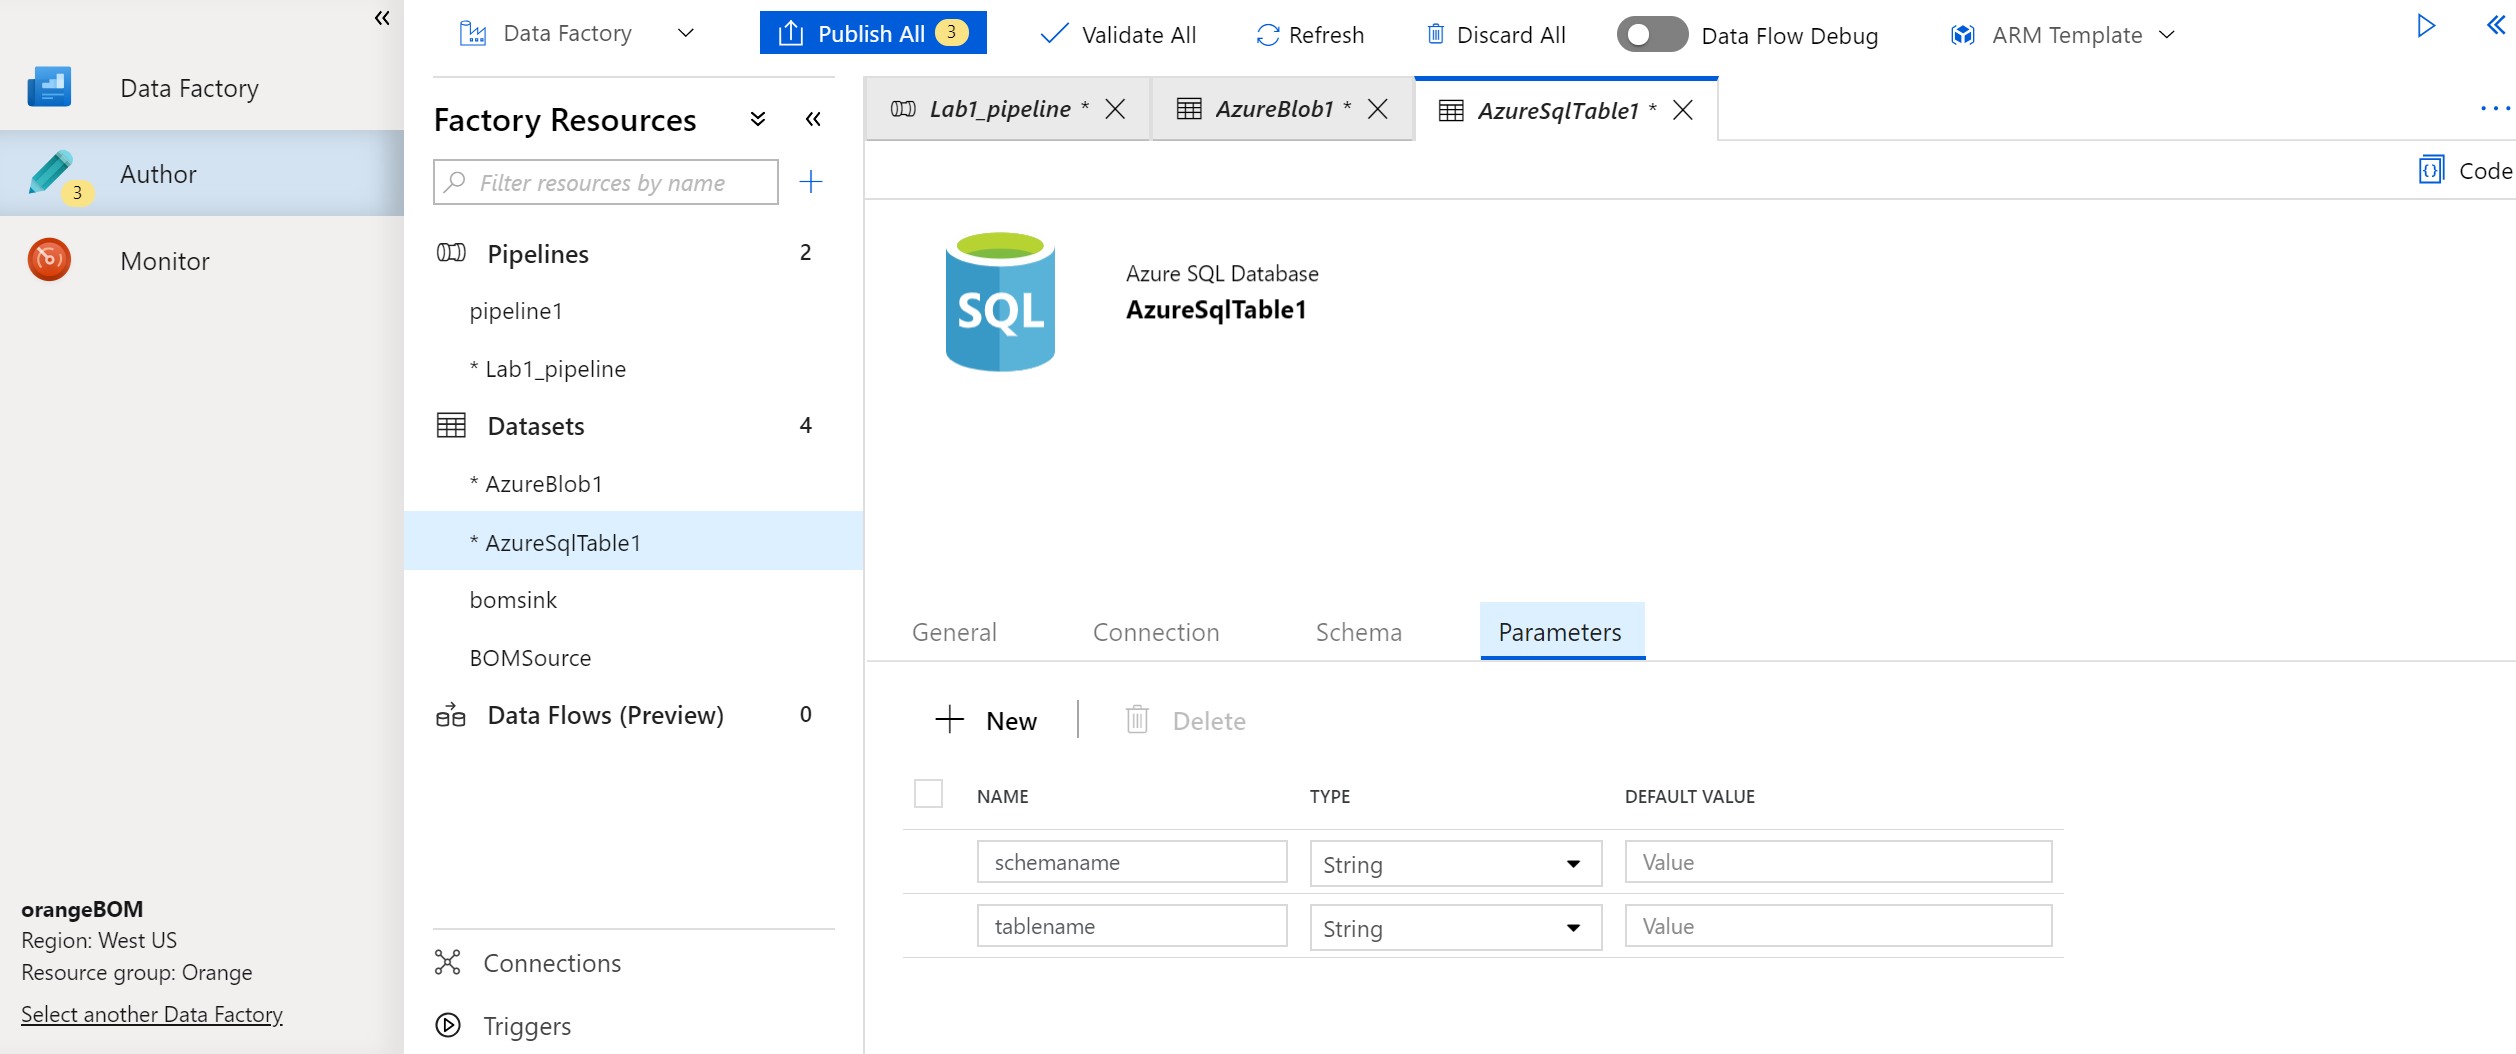 Data Factory
Author
3
Monitor
orangeBOM
Region: West US
Resource group: Orange
Select another Data Factory
Data Factory
Publish All 3
Validate All
Refresh
Discard All
Data Flow Debug
ARM Template
Factory Resources
Filter resources by name
Pipelines 2
pipeline1
* Lab1_pipeline
Datasets 4
* AzureBlob1
* AzureSqlTable1
bomsink
BOMSource
Data Flows (Preview) 0
Connections
Triggers
Lab1_pipeline *
AzureBlob1 *
AzureSqlTable1 *
Code
SQL
Azure SQL Database
AzureSqlTable1
General Connection Schema Parameters
New Delete
NAME TYPE DEFAULT VALUE
schemaname String Value
tablename String Value